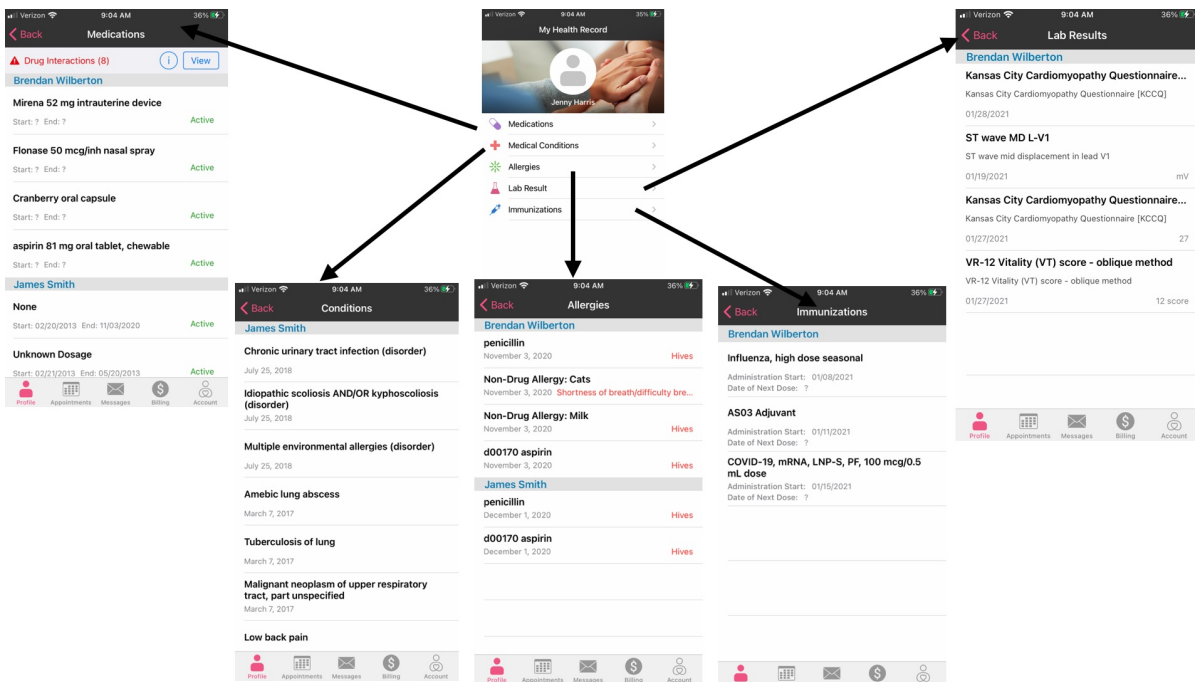 Verizon 9:04 AM 36%
Back Medications
Drug Interactions (8) i View
Brendan Wilberton
Mirena 52 mg intrauterine device
Start: ? End: ? Active
Flonase 50 mcg/inh nasal spray
Start: ? End: ? Active
Cranberry oral capsule
Start: ? End: ? Active
aspirin 81 mg oral tablet, chewable
Start: ? End: ? Active
James Smith
None
Start: 02/20/2013 End: 11/03/2020 Active
Unknown Dosage
Start: 02/21/2013 End: 05/20/2013 Active
Profile Appointments Messages Billing Account
Verizon 9:04 AM 35%
My Health Record
Jenny Harris
Medications
Medical Conditions
Allergies
Lab Result
Immunizations
Verizon 9:04 AM 36%
Back Lab Results
Brendan Wilberton
Kansas City Cardiomyopathy Questionnaire...
Kansas City Cardiomyopathy Questionnaire [KCCQ]
01/28/2021
ST wave MD L-V1
ST wave mid displacement in lead V1
01/19/2021 mV
Kansas City Cardiomyopathy Questionnaire...
Kansas City Cardiomyopathy Questionnaire [KCCQ]
01/27/2021 27
VR-12 Vitality (VT) score - oblique method
VR-12 Vitality (VT) score - oblique method
01/27/2021 12 score
Profile Appointments Messages Billing Account
Verizon 9:04 AM 36%
Back Conditions
James Smith
Chronic urinary tract infection (disorder)
July 25, 2018
Idiopathic scoliosis AND/OR kyphoscoliosis
(disorder)
July 25, 2018
Multiple environmental allergies (disorder)
July 25, 2018
Amebic lung abscess
March 7, 2017
Tuberculosis of lung
March 7, 2017
Malignant neoplasm of upper respiratory
tract, part unspecified
March 7, 2017
Low back pain
Profile Appointments Messages Billing Account
Verizon 9:04 AM 36%
Back Allergies
Brendan Wilberton
penicillin
November 3, 2020 Hives
Non-Drug Allergy: Cats
November 3, 2020 Shortness of breath/difficulty bre...
Non-Drug Allergy: Milk
November 3, 2020 Hives
d00170 aspirin
November 3, 2020 Hives
James Smith
penicillin
December 1, 2020 Hives
d00170 aspirin
December 1, 2020 Hives
Profile Appointments Messages Billing Account
Verizon 9:04 AM 36%
Back Immunizations
Brendan Wilberton
Influenza, high dose seasonal
Administration Start: 01/08/2021
Date of Next Dose: ?
AS03 Adjuvant
Administration Start: 01/11/2021
Date of Next Dose: ?
COVID-19, mRNA, LNP-S, PF, 100 mcg/0.5
mL dose
Administration Start: 01/15/2021
Date of Next Dose: ?